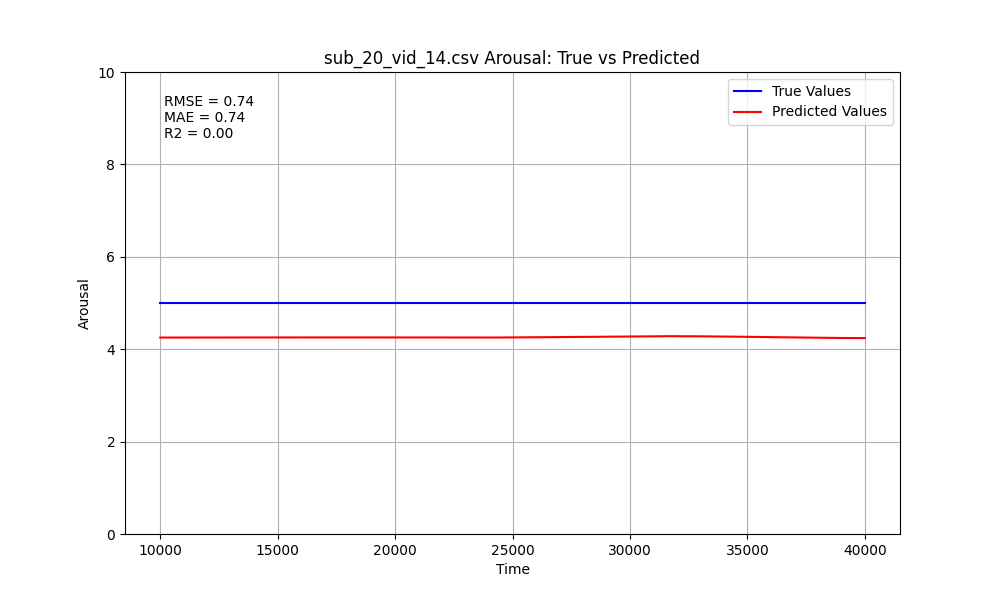 sub_20_vid_14.csv Arousal: True vs Predicted
10
8
6
4
2
0
Arousal
RMSE = 0.74
MAE = 0.74
R2 = 0.00
True Values
Predicted Values
10000 15000 20000 25000 30000 35000 40000
Time